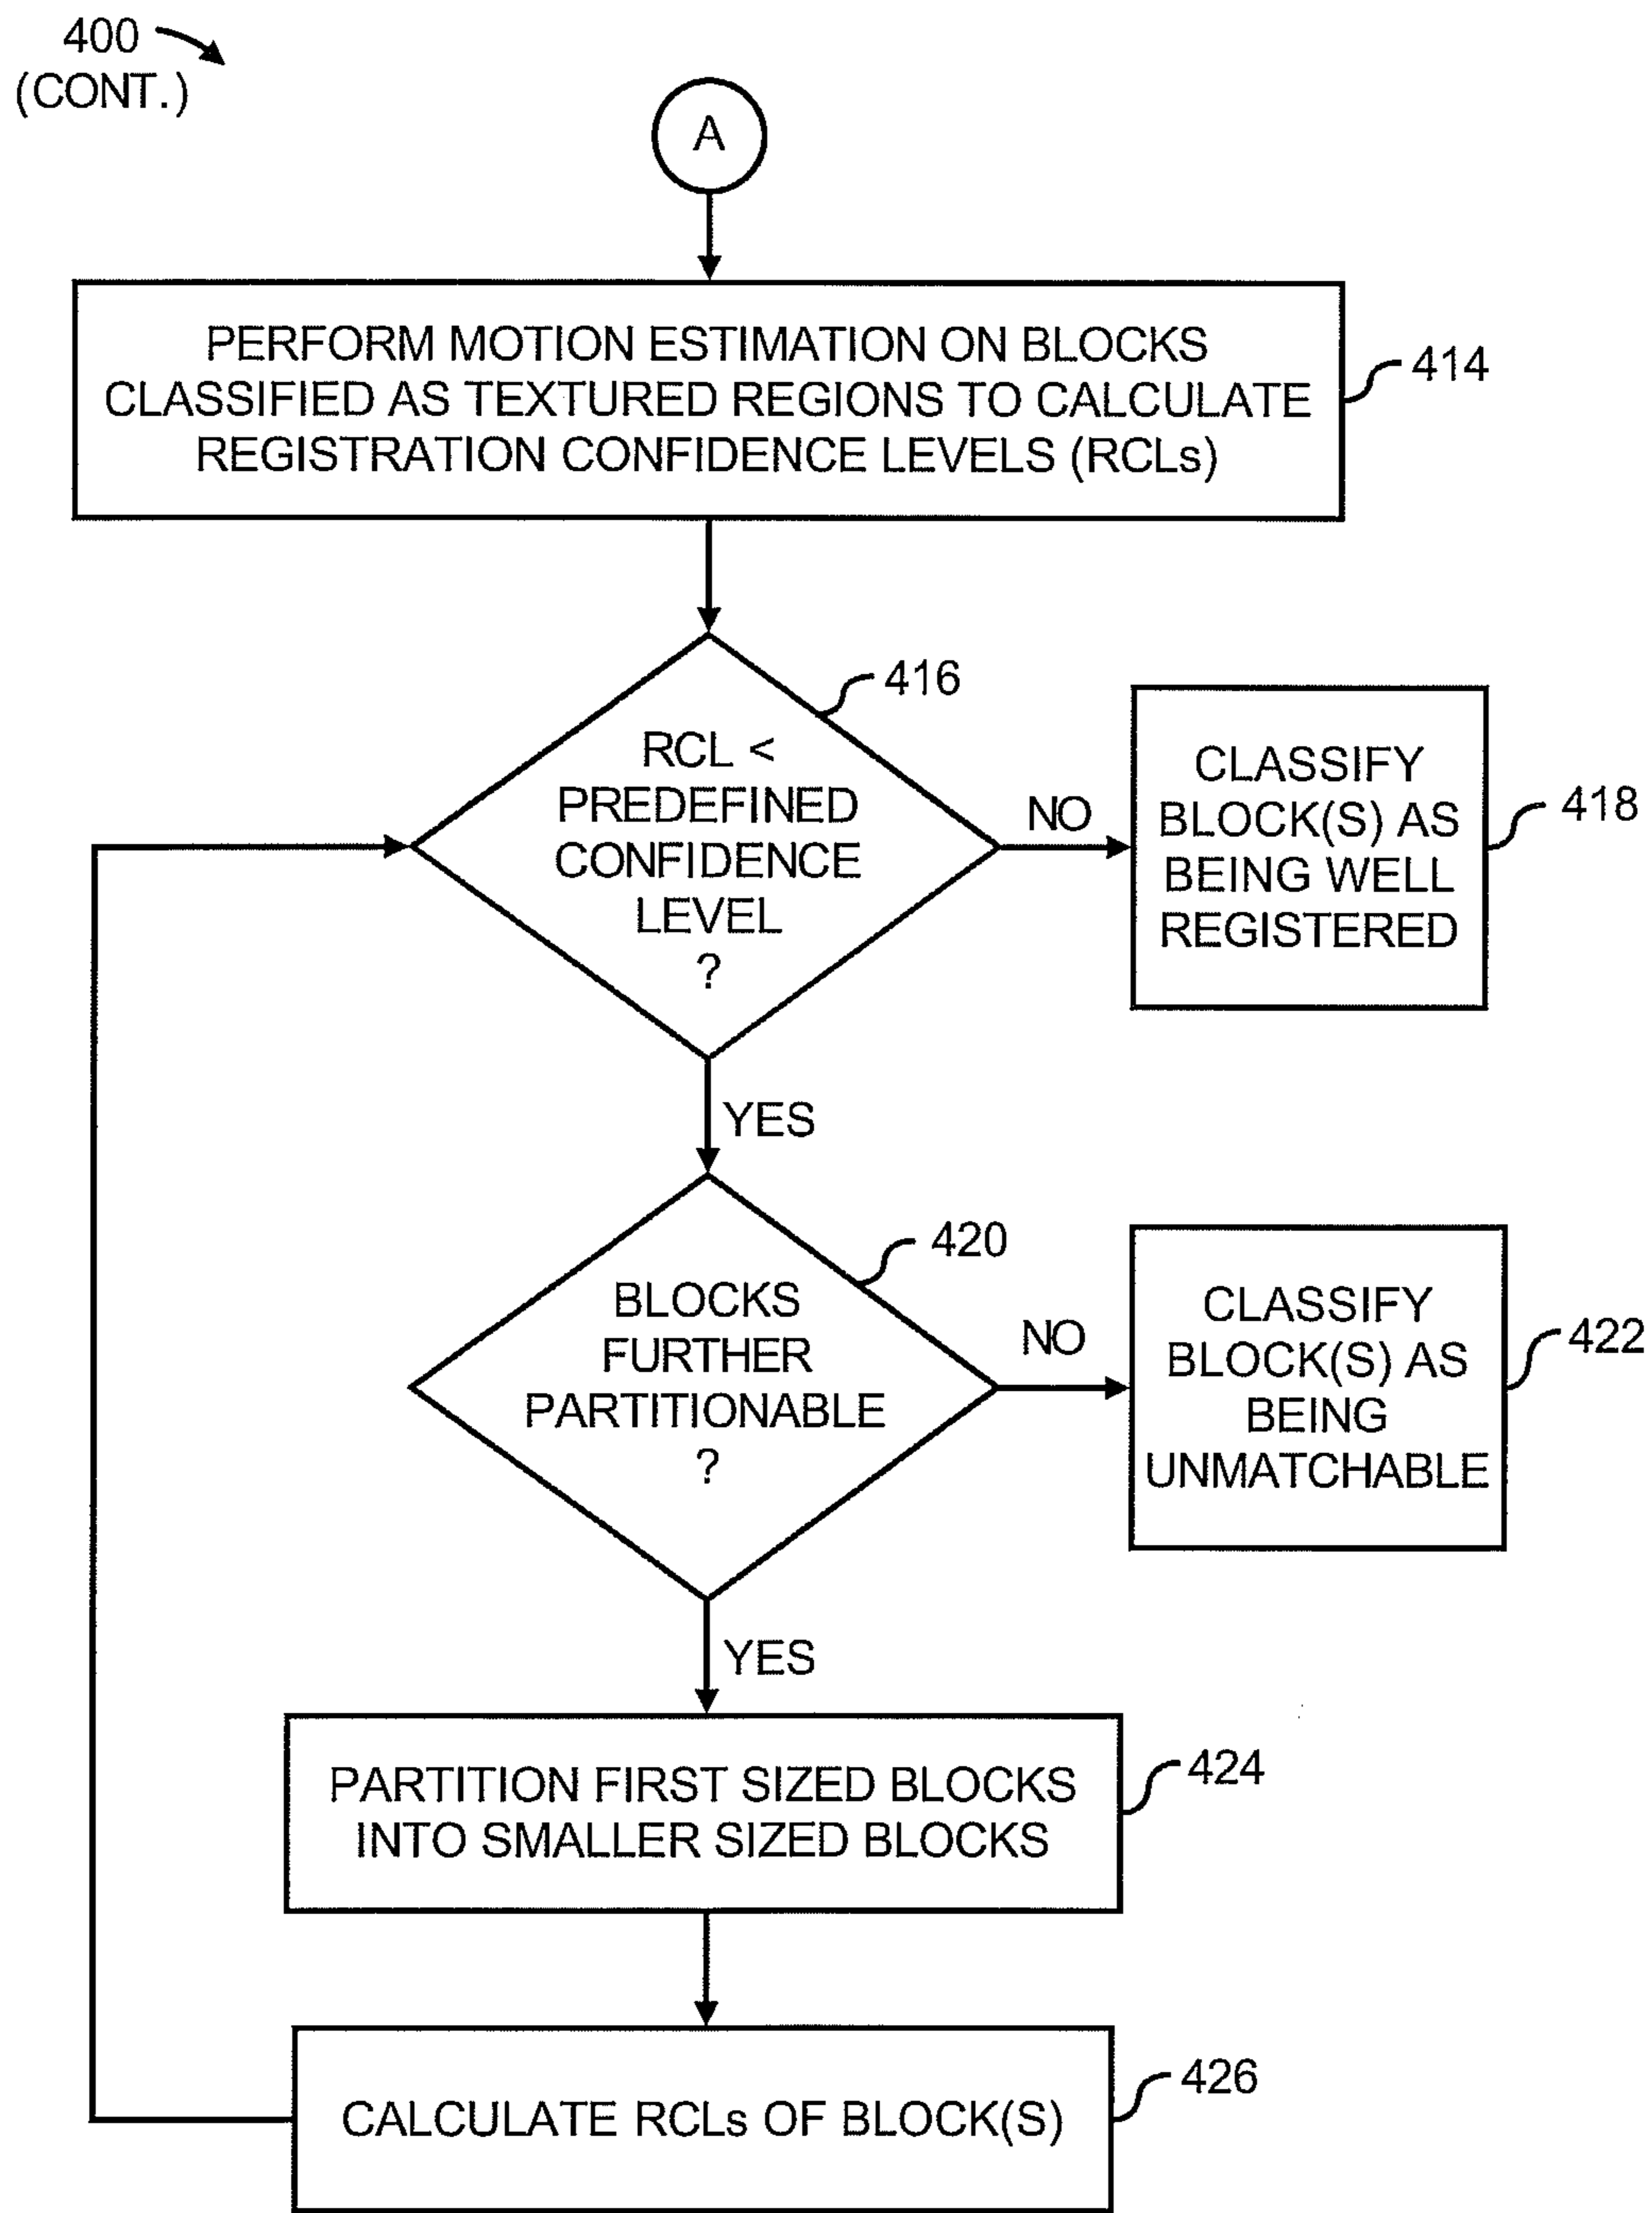 400
(CONT.)
A
PERFORM MOTION ESTIMATION ON BLOCKS
CLASSIFIED AS TEXTURED REGIONS TO CALCULATE
REGISTRATION CONFIDENCE LEVELS (RCLs)
414
416
RCL <
PREDEFINED
CONFIDENCE
LEVEL
?
NO
CLASSIFY
BLOCK(S) AS
BEING WELL
REGISTERED
418
YES
420
BLOCKS
FURTHER
PARTITIONABLE
?
NO
CLASSIFY
BLOCK(S) AS
BEING
UNMATCHABLE
422
YES
PARTITION FIRST SIZED BLOCKS
INTO SMALLER SIZED BLOCKS
424
CALCULATE RCLs OF BLOCK(S)
426